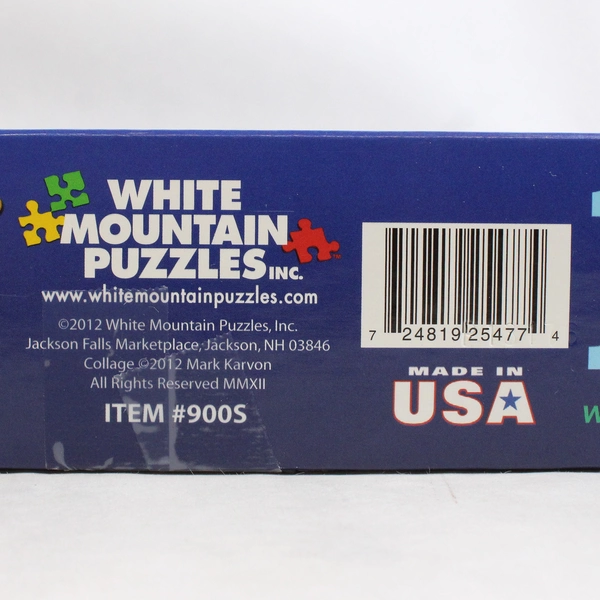 WHITE
MOUNTAIN
PUZZLES INC.
™
www.whitemountainpuzzles.com
©2012 White Mountain Puzzles, Inc.
Jackson Falls Marketplace, Jackson, NH 03846
Collage ©2012 Mark Karvon
All Rights Reserved MMXII
ITEM #900S
7 24819 25477 4
MADE IN
USA